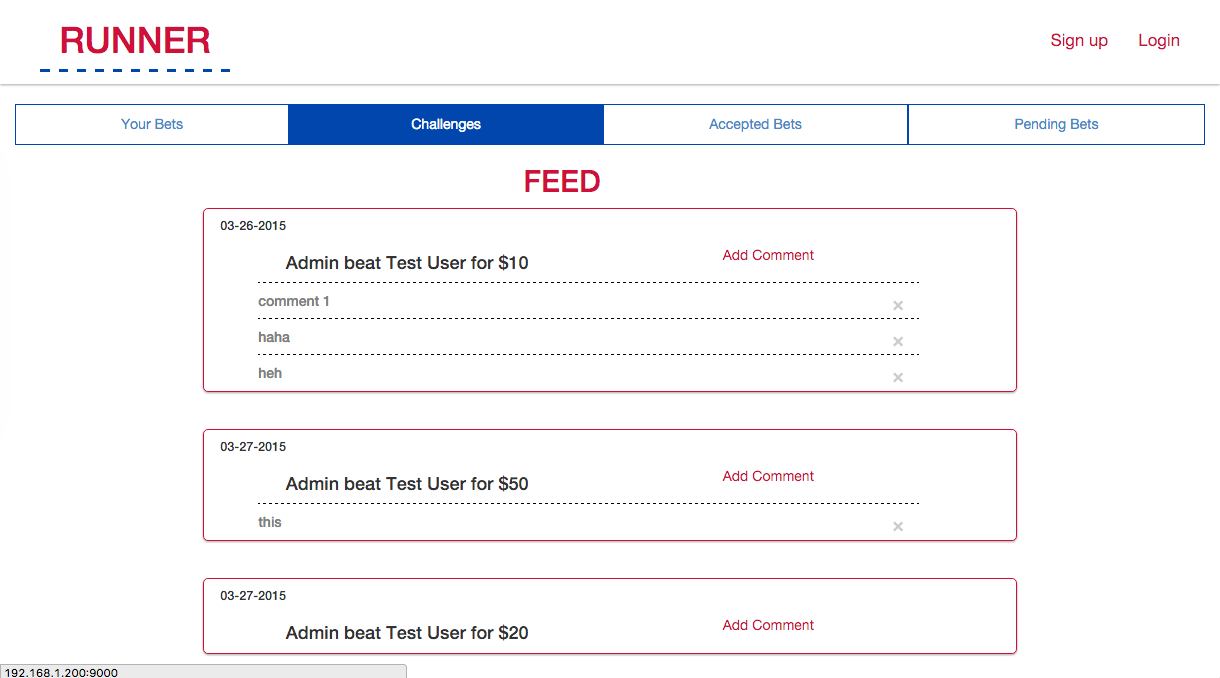 RUNNER
Sign up Login
Your Bets Challenges Accepted Bets Pending Bets
FEED
03-26-2015
Admin beat Test User for $10 Add Comment
comment 1 ×
haha ×
heh ×
03-27-2015
Admin beat Test User for $50 Add Comment
this ×
03-27-2015
Admin beat Test User for $20 Add Comment
192.168.1.200:9000